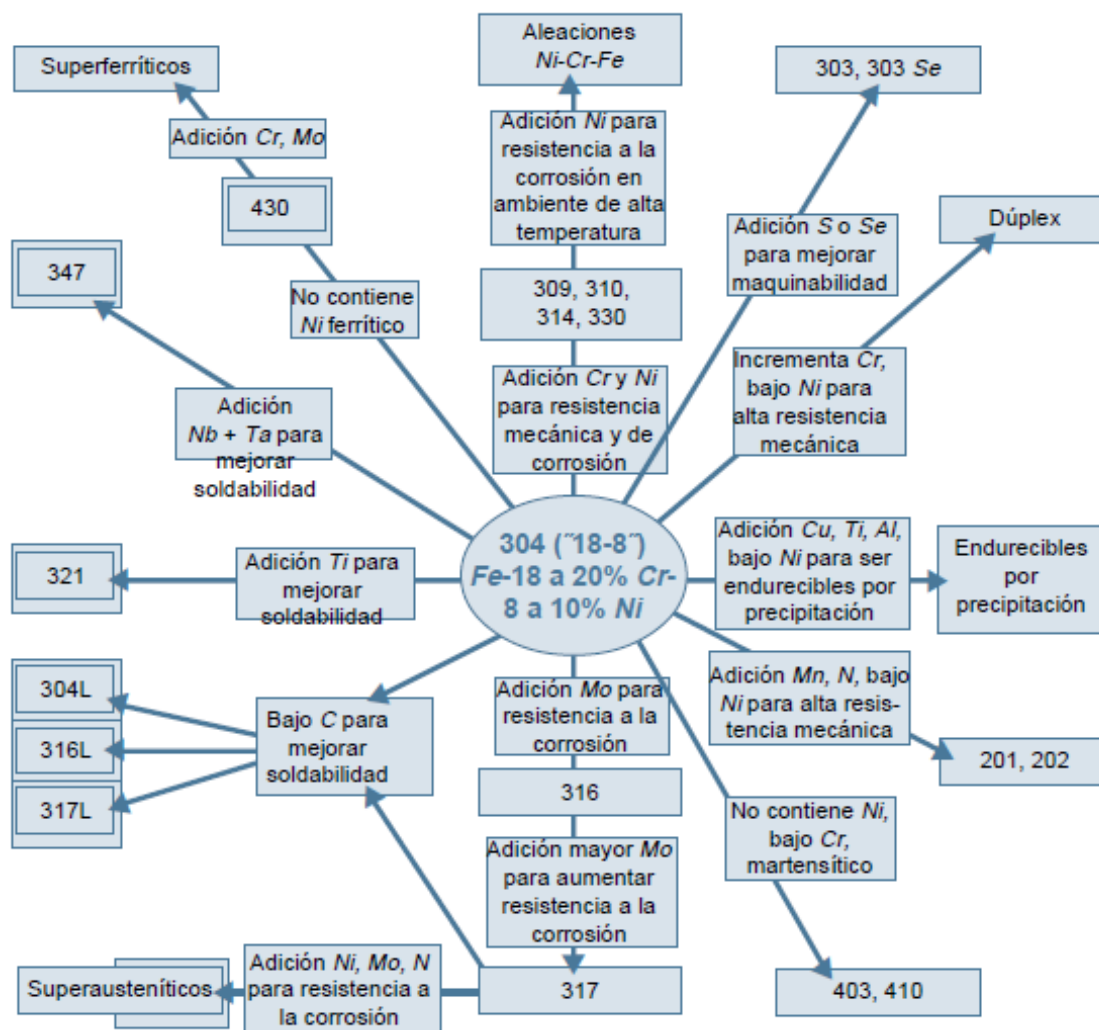 Aleaciones
Ni-Cr-Fe
Superferríticos
303, 303 Se
Adición Cr, Mo
Adición Ni para
resistencia a la
corrosión en
ambiente de alta
temperatura
430
Dúplex
Adición S o Se
para mejorar
maquinabilidad
347
No contiene
Ni ferrítico
309, 310,
314, 330
Incrementa Cr,
bajo Ni para
alta resistencia
mecánica
Adición
Nb + Ta para
mejorar
soldabilidad
Adición Cr y Ni
para resistencia
mecánica y de
corrosión
304 (˝18-8˝)
Fe-18 a 20% Cr-
8 a 10% Ni
Adición Cu, Ti, Al,
bajo Ni para ser
endurecibles por
precipitación
Endurecibles
por
precipitación
321
Adición Ti para
mejorar
soldabilidad
304L
316L
317L
Bajo C para
mejorar
soldabilidad
Adición Mo para
resistencia a la
corrosión
Adición Mn, N, bajo
Ni para alta resis-
tencia mecánica
201, 202
316
No contiene Ni,
bajo Cr,
martensítico
Adición mayor Mo
para aumentar
resistencia a la
corrosión
Superausteníticos
Adición Ni, Mo, N
para resistencia a
la corrosión
317
403, 410